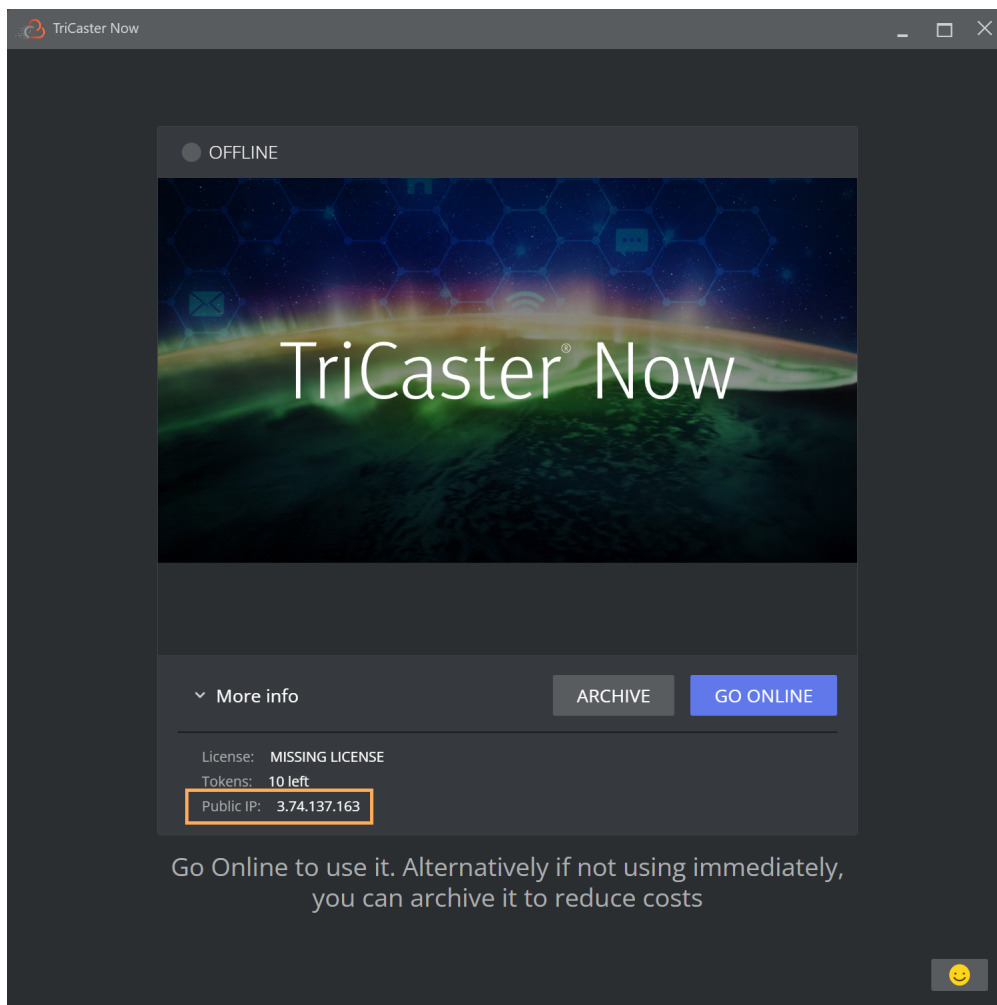 TriCaster Now
OFFLINE
TriCaster® Now
More info
ARCHIVE
GO ONLINE
License: MISSING LICENSE
Tokens: 10 left
Public IP: 3.74.137.163
Go Online to use it. Alternatively if not using immediately,
you can archive it to reduce costs